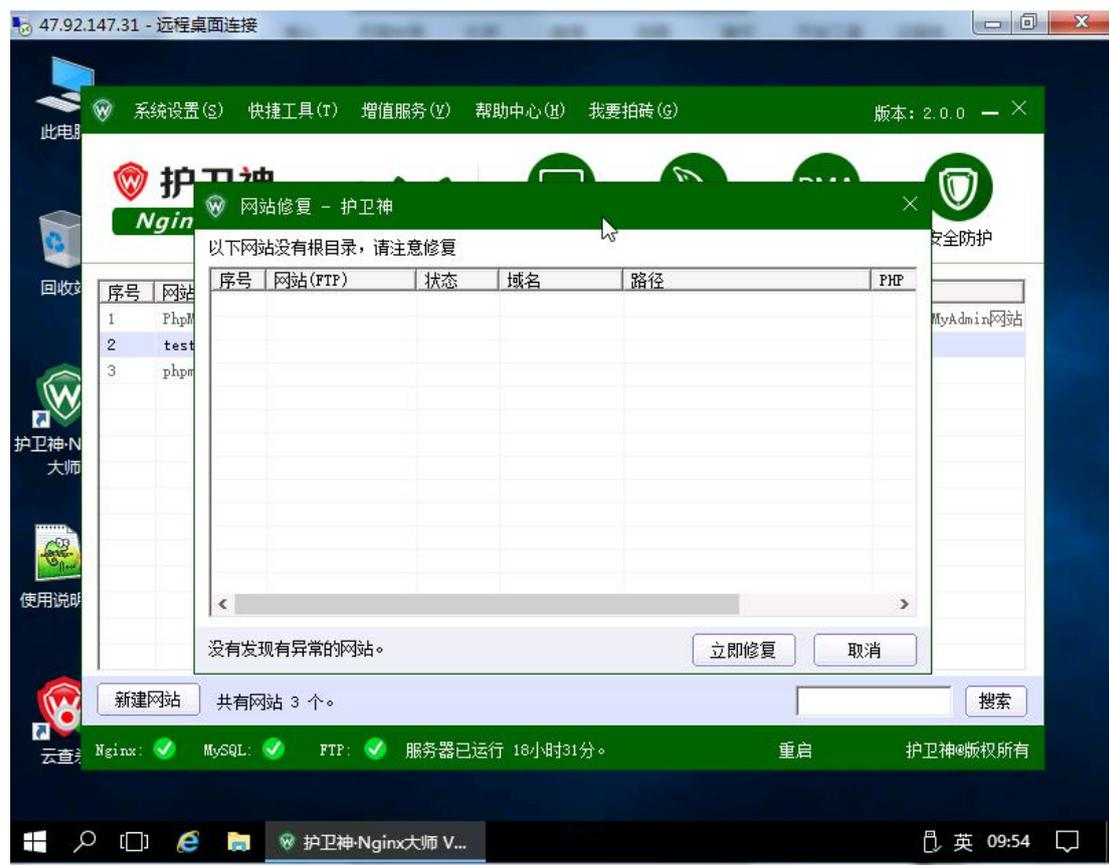 47.92.147.31 - 远程桌面连接
系统设置(S) 快捷工具(T) 增值服务(V) 帮助中心(H) 我要拍砖(G) 版本: 2.0.0
此电
护卫神
Ngin
网站修复 - 护卫神
安全防护
以下网站没有根目录，请注意修复
回收
序号 网站
序号 网站(FTP) 状态 域名 路径 PHP
1 PhpM
MyAdmin网站
2 test
3 phpm
护卫神·N
大师
使用说明
没有发现有异常的网站。 立即修复 取消
新建网站 共有网站 3 个。 搜索
云查
Nginx: MySQL: FTP: 服务器已运行 18小时31分。 重启 护卫神@版权所有
护卫神·Nginx大师 V... 英 09:54